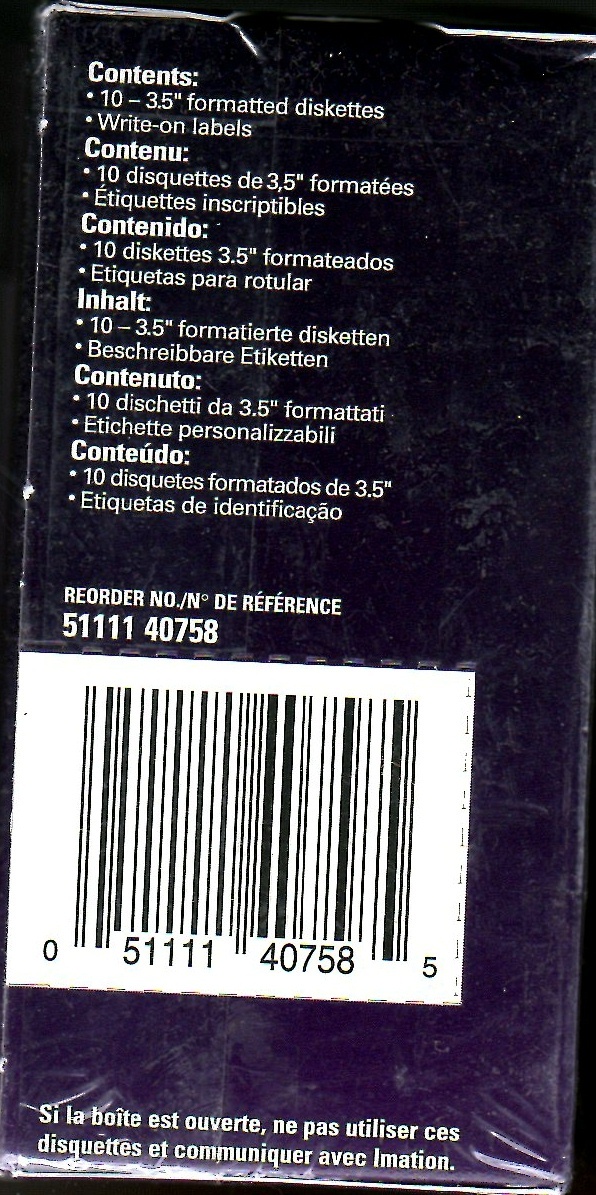 Contents:
• 10 – 3.5" formatted diskettes
• Write-on labels
Contenu:
• 10 disquettes de 3,5" formatées
• Étiquettes inscriptibles
Contenido:
• 10 diskettes 3.5" formateados
• Etiquetas para rotular
Inhalt:
• 10 – 3.5" formatierte disketten
• Beschreibbare Etiketten
Contenuto:
• 10 dischetti da 3.5" formattati
• Etichette personalizzabili
Conteúdo:
• 10 disquetes formatados de 3.5"
• Etiquetas de identificação
REORDER NO./N° DE RÉFÉRENCE
51111 40758
0 51111 40758 5
Si la boîte est ouverte, ne pas utiliser ces
disquettes et communiquer avec Imation.